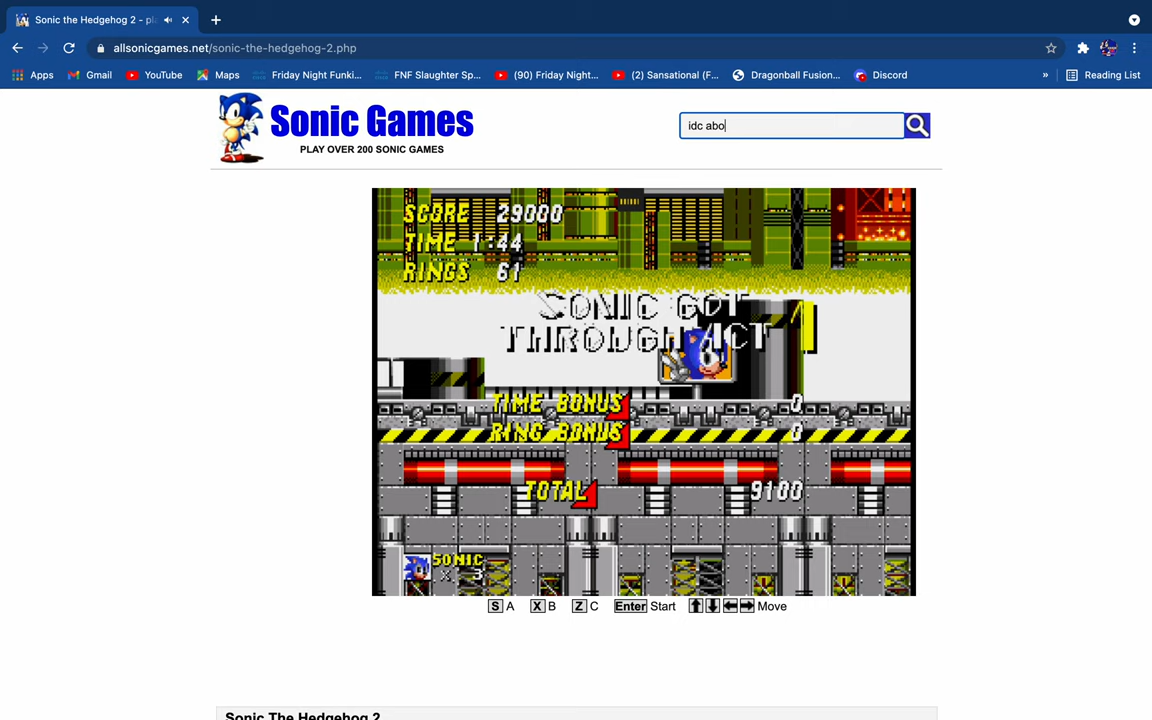 Sonic the Hedgehog 2 - pl
allsonicgames.net/sonic-the-hedgehog-2.php
Apps Gmail YouTube Maps Friday Night Funki... FNF Slaughter Sp... (90) Friday Night... (2) Sansational (F... Dragonball Fusion... Discord » Reading List
Sonic Games
PLAY OVER 200 SONIC GAMES
idc abo
SCORE 29000
TIME 1:44
RINGS 61
SONIC GOT
THROUGH ACT
TIME BONUS 0
RING BONUS 0
TOTAL 9100
SONIC
X 3
S A X B Z C Enter Start Move
Sonic The Hedgehog 2